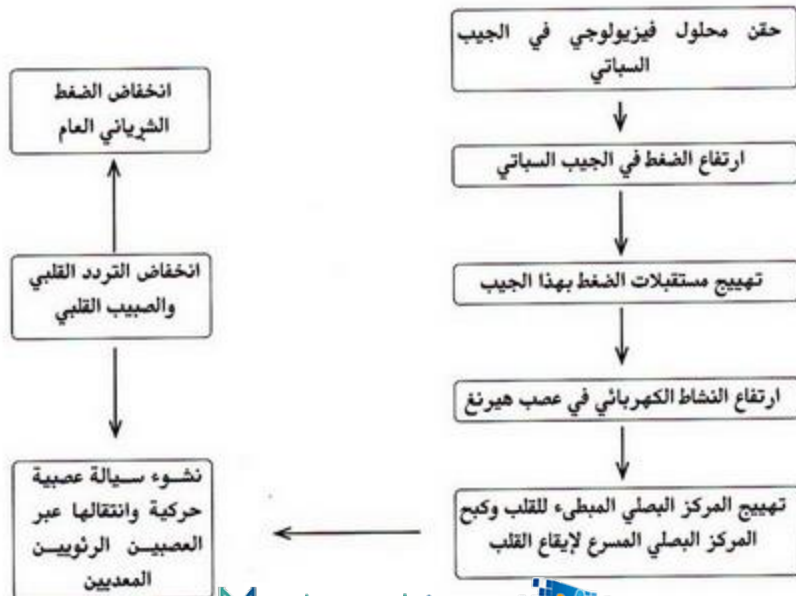 حقن محلول فيزيولوجي في الجيب
السباتي
ارتفاع الضغط في الجيب السباتي
تهييج مستقبلات الضغط بهذا الجيب
ارتفاع النشاط الكهربائي في عصب هيرنغ
تهييج المركز البصلي المبطىء للقلب وكبح
المركز البصلي المسرع لإيقاع القلب
نشوء سيالة عصبية
حركية وانتقالها عبر
العصبيين الرئويين
المعديين
انخفاض التردد القلبي
والصبيب القلبي
انخفاض الضغط
الشرياني العام